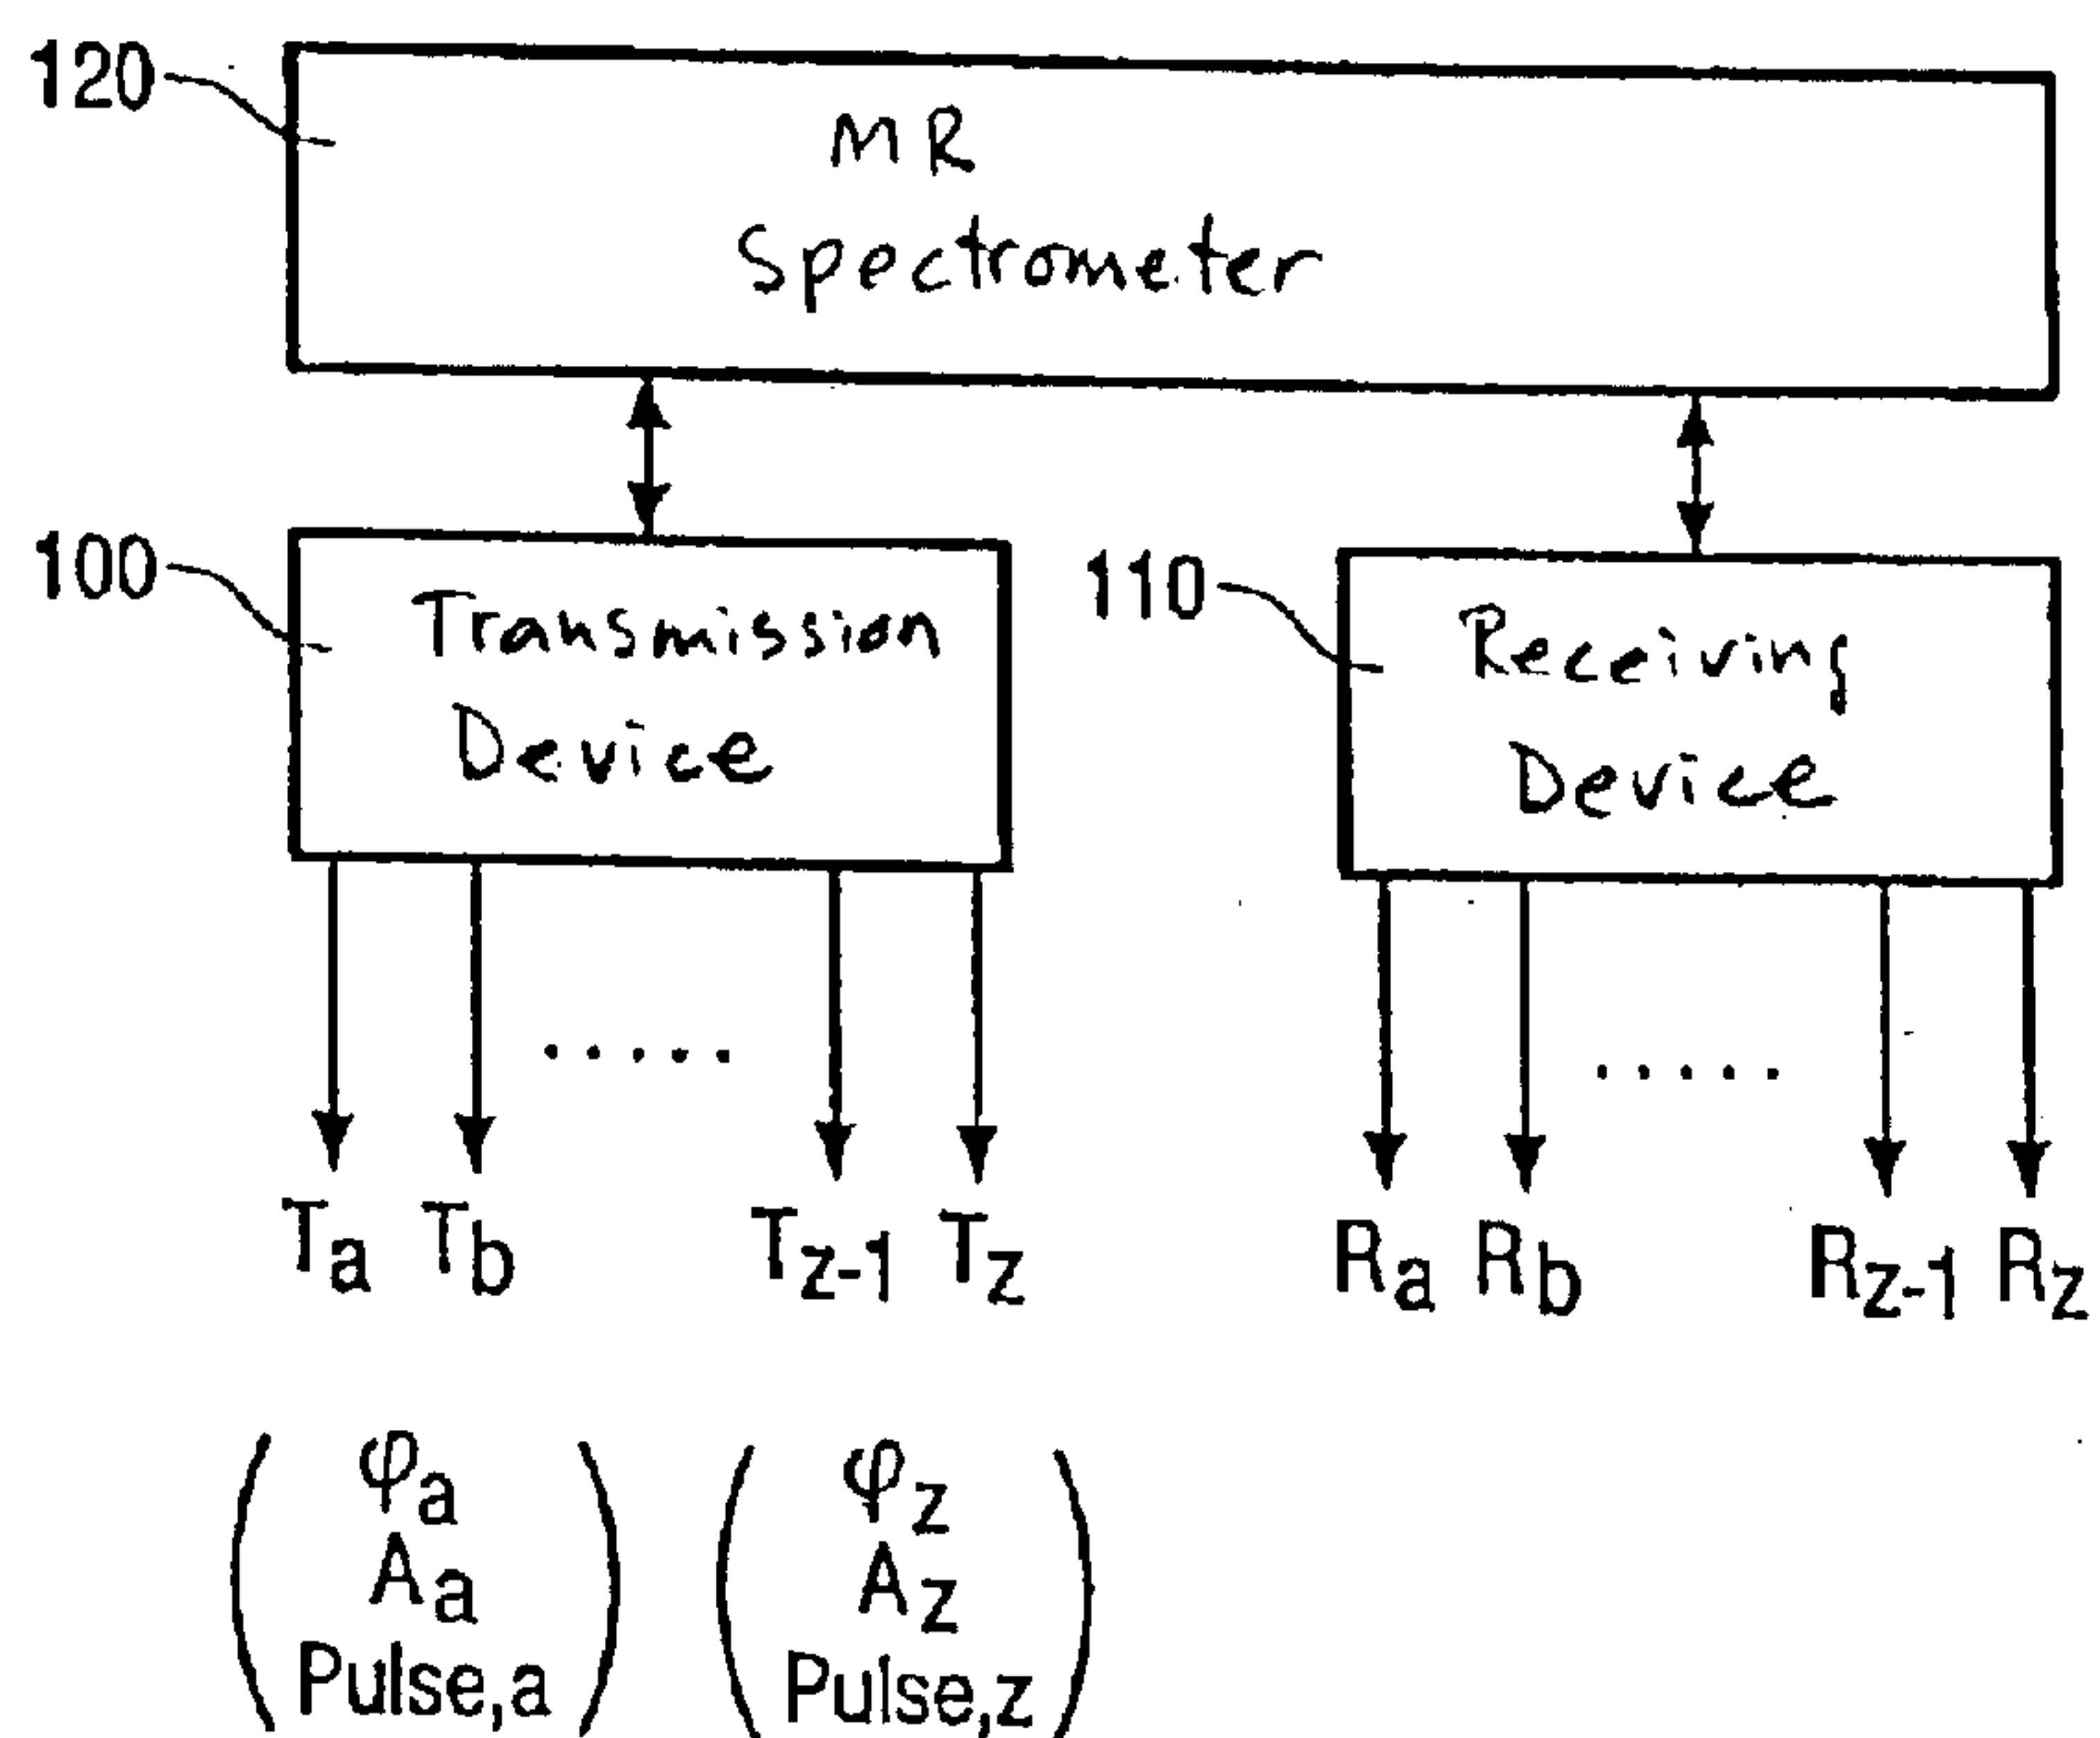 120
MR
Spectrometer
100
Transmission
Device
110
Receiving
Device
.....
.....
Ta Tb Tz-1 Tz
Ra Rb Rz-1 Rz
φa
Aa
Pulse,a
φz
Az
Pulse,z